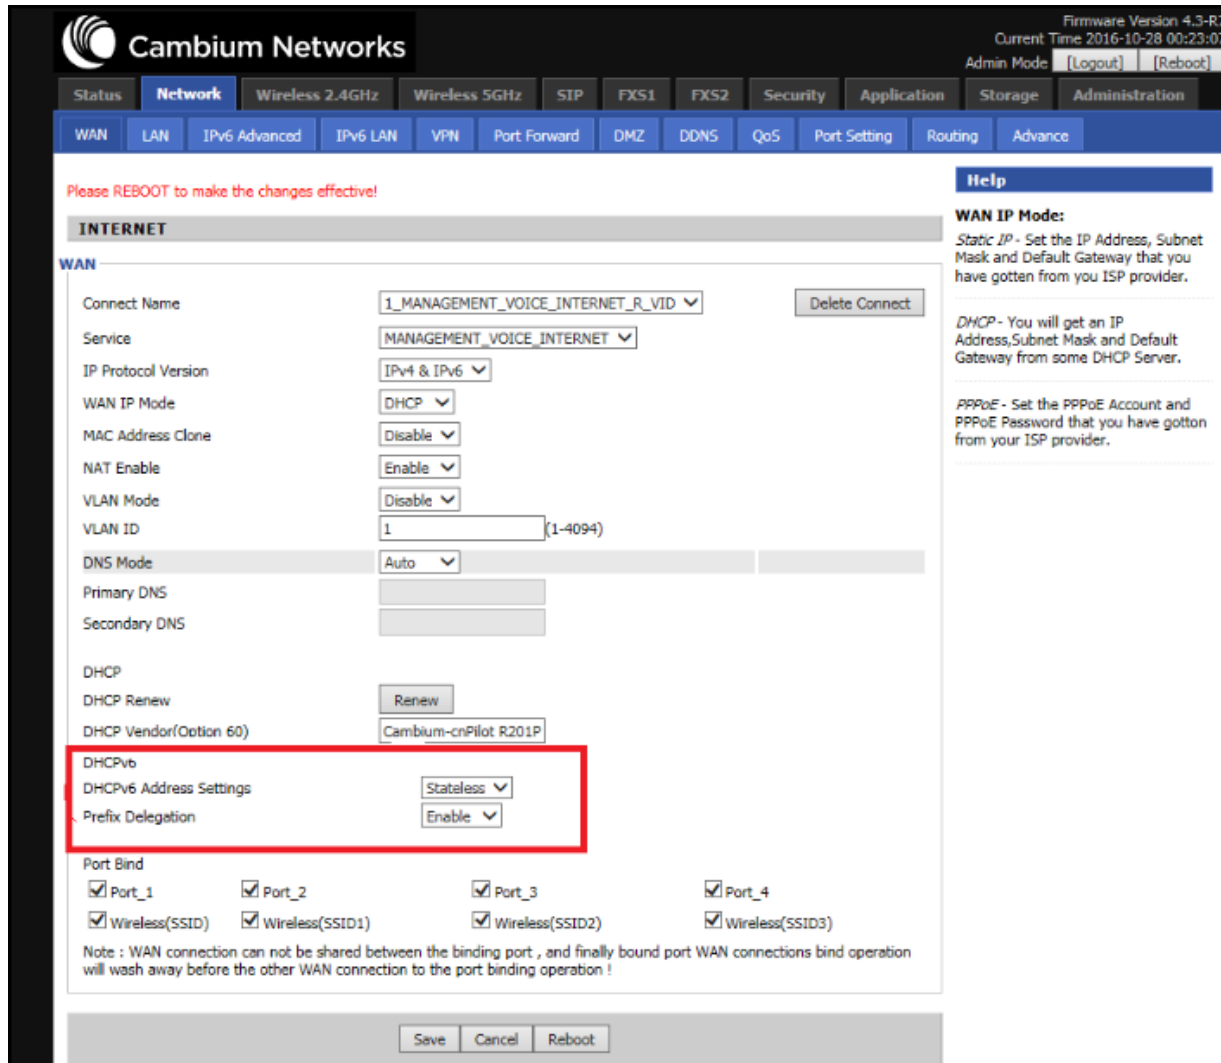 Cambium Networks
Firmware Version 4.3-R7
Current Time 2016-10-28 00:23:07
Admin Mode [Logout] [Reboot]
Status Network Wireless 2.4GHz Wireless 5GHz SIP FXS1 FXS2 Security Application Storage Administration
WAN LAN IPv6 Advanced IPv6 LAN VPN Port Forward DMZ DDNS QoS Port Setting Routing Advance
Please REBOOT to make the changes effective!
INTERNET
WAN
Connect Name 1_MANAGEMENT_VOICE_INTERNET_R_VID Delete Connect
Service MANAGEMENT_VOICE_INTERNET
IP Protocol Version IPv4 & IPv6
WAN IP Mode DHCP
MAC Address Clone Disable
NAT Enable Enable
VLAN Mode Disable
VLAN ID 1 (1-4094)
DNS Mode Auto
Primary DNS
Secondary DNS
DHCP
DHCP Renew Renew
DHCP Vendor(Option 60) Cambium-cnPilot R201P
DHCPv6
DHCPv6 Address Settings Stateless
Prefix Delegation Enable
Port Bind
Port_1 Port_2 Port_3 Port_4
Wireless(SSID) Wireless(SSID1) Wireless(SSID2) Wireless(SSID3)
Note : WAN connection can not be shared between the binding port , and finally bound port WAN connections bind operation
will wash away before the other WAN connection to the port binding operation !
Save Cancel Reboot
Help
WAN IP Mode:
Static IP - Set the IP Address, Subnet
Mask and Default Gateway that you
have gotten from you ISP provider.
DHCP - You will get an IP
Address,Subnet Mask and Default
Gateway from some DHCP Server.
PPPoE - Set the PPPoE Account and
PPPoE Password that you have gotton
from your ISP provider.